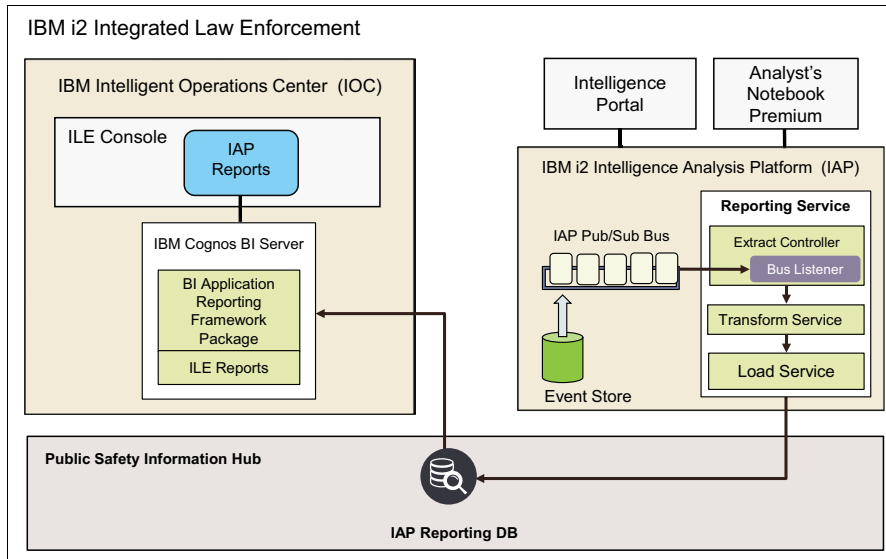 IBM i2 Integrated Law Enforcement
IBM Intelligent Operations Center (IOC)
ILE Console
IAP
Reports
IBM Cognos BI Server
BI Application
Reporting
Framework
Package
ILE Reports
Intelligence
Portal
Analyst's
Notebook
Premium
IBM i2 Intelligence Analysis Platform (IAP)
Reporting Service
IAP Pub/Sub Bus
Extract Controller
Bus Listener
Transform Service
Load Service
Event Store
Public Safety Information Hub
IAP Reporting DB